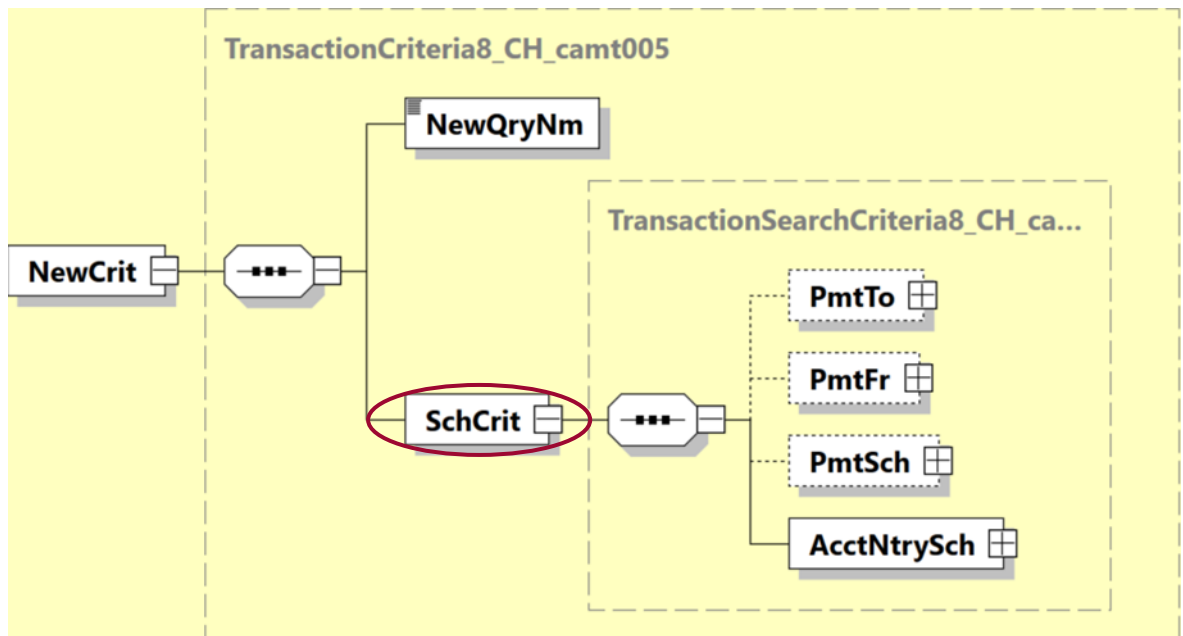 TransactionCriteria8_CH_camt005
NewQryNm
TransactionSearchCriteria8_CH_ca...
NewCrit
PmtTo
PmtFr
SchCrit
PmtSch
AcctNtrySch